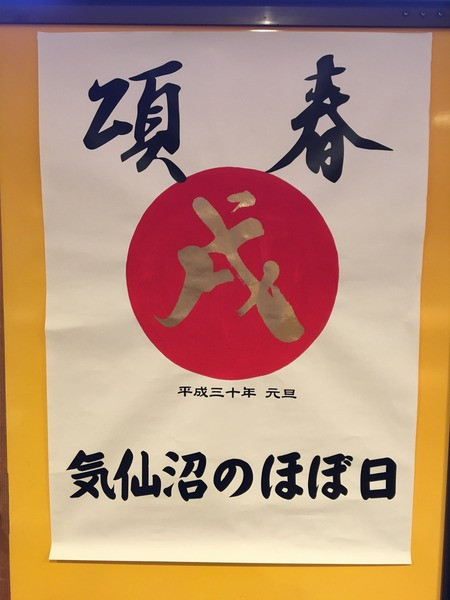 頌春
戌
平成三十年 元旦
気仙沼のほぼ日